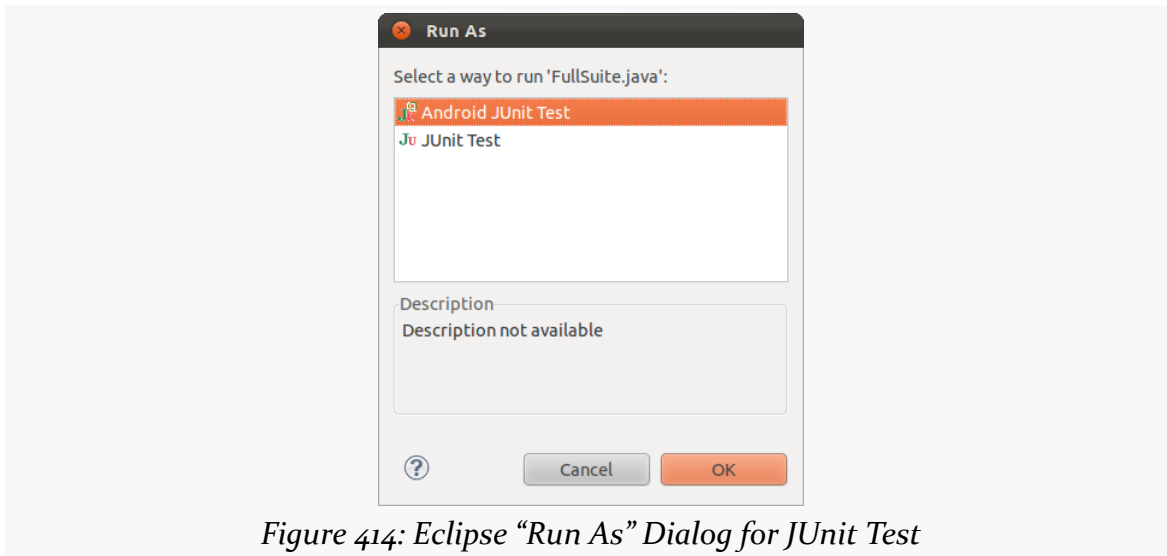 Run As
Select a way to run 'FullSuite.java':
Android JUnit Test
Ju JUnit Test
Description
Description not available
?
Cancel
OK
Figure 414: Eclipse “Run As” Dialog for JUnit Test